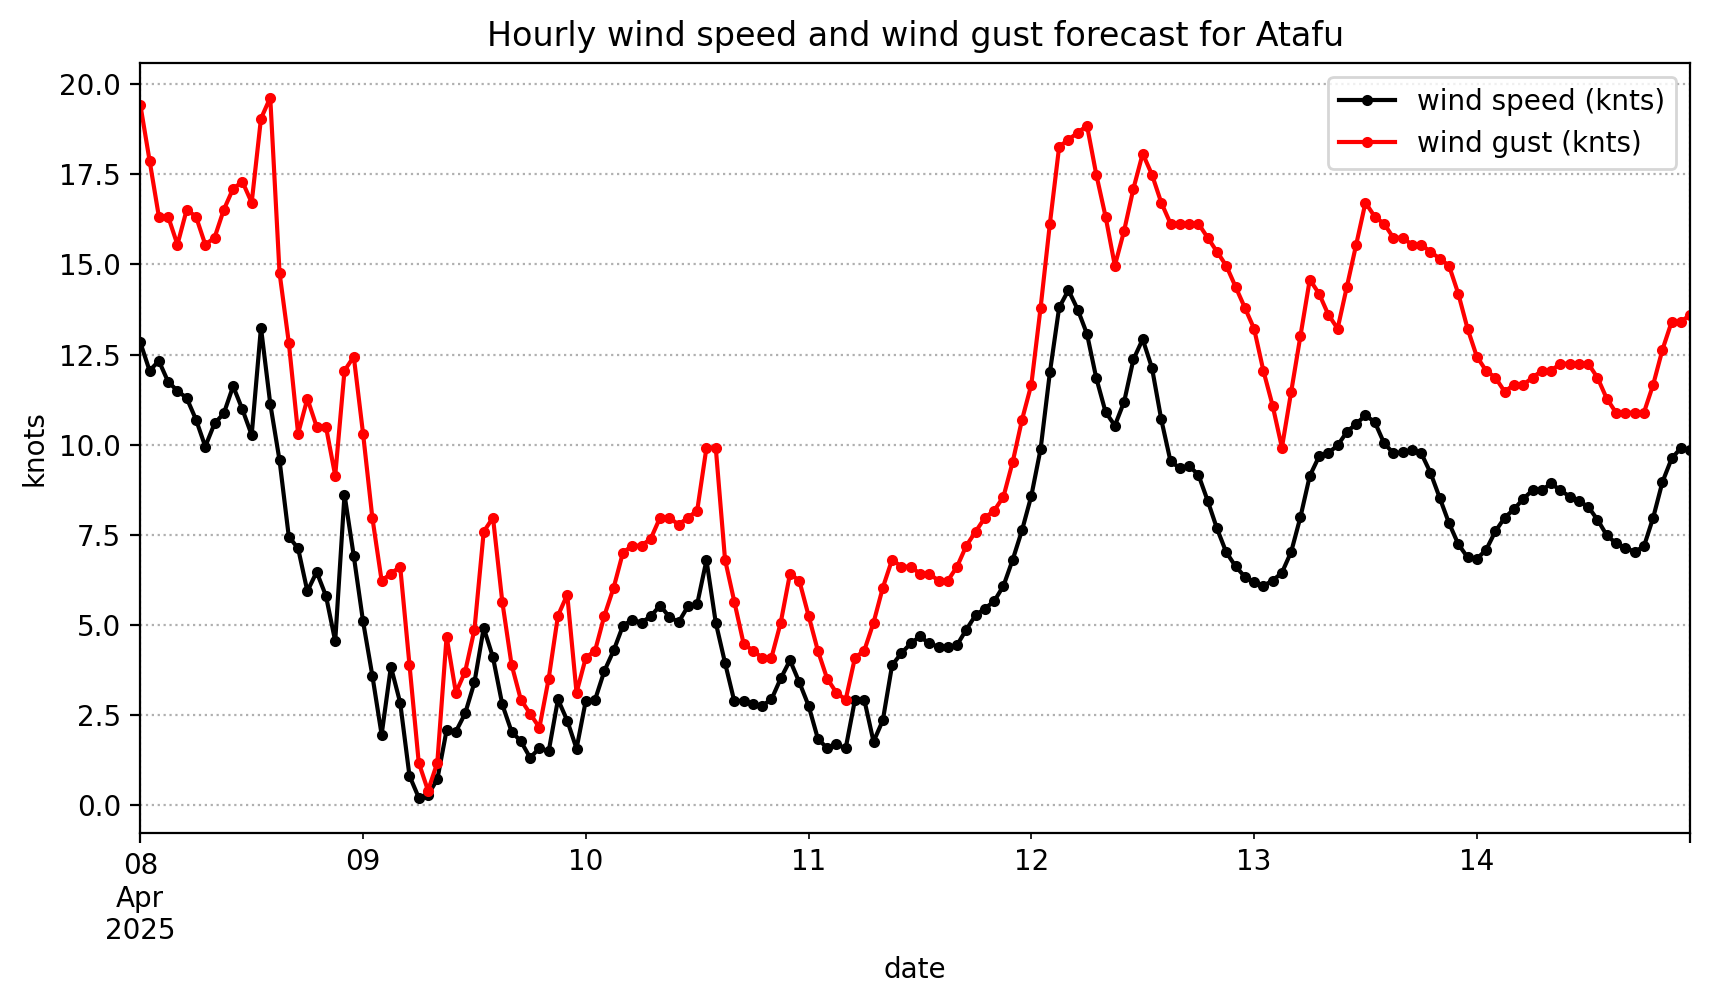 Hourly wind speed and wind gust forecast for Atafu
20.0
17.5
15.0
12.5
10.0
7.5
5.0
2.5
0.0
knots
wind speed (knts)
wind gust (knts)
08
Apr
2025
09
10
11
12
13
14
date